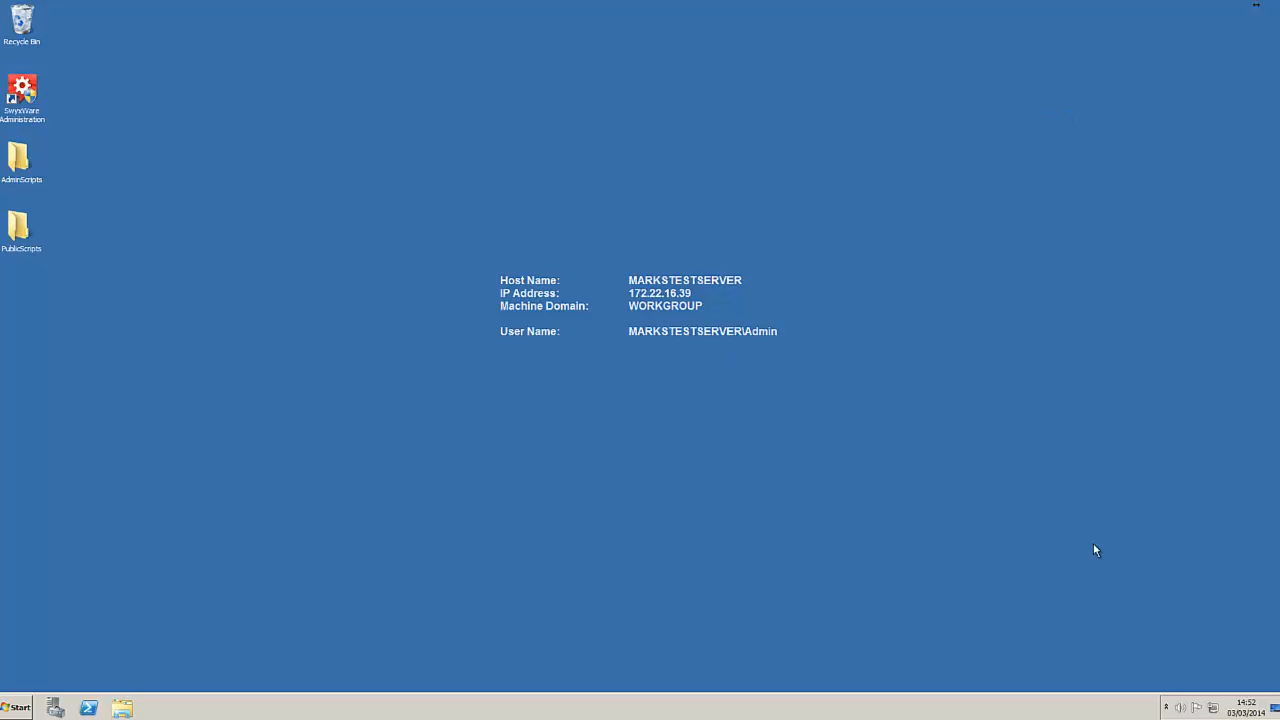 Recycle Bin
SwyxWare
Administration
AdminScripts
PublicScripts
Host Name: MARKSTESTSERVER
IP Address: 172.22.16.39
Machine Domain: WORKGROUP
User Name: MARKSTESTSERVER\Admin
Start
14:52
03/03/2014